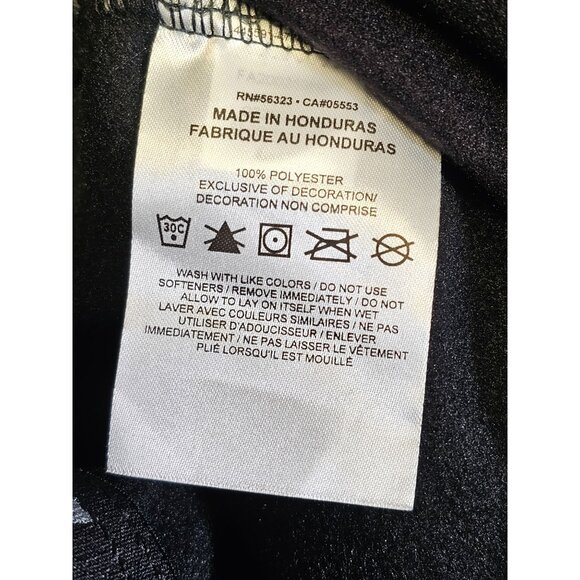 RN#56323 • CA#05553
MADE IN HONDURAS
FABRIQUE AU HONDURAS
100% POLYESTER
EXCLUSIVE OF DECORATION/
DECORATION NON COMPRISE
30C
WASH WITH LIKE COLORS / DO NOT USE
SOFTENERS / REMOVE IMMEDIATELY / DO NOT
ALLOW TO LAY ON ITSELF WHEN WET
LAVER AVEC COULEURS SIMILAIRES / NE PAS
UTILISER D'ADOUCISSEUR / ENLEVER
IMMEDIATEMENT / NE PAS LAISSER LE VÊTEMENT
PLIÉ LORSQU'IL EST MOUILLÉ